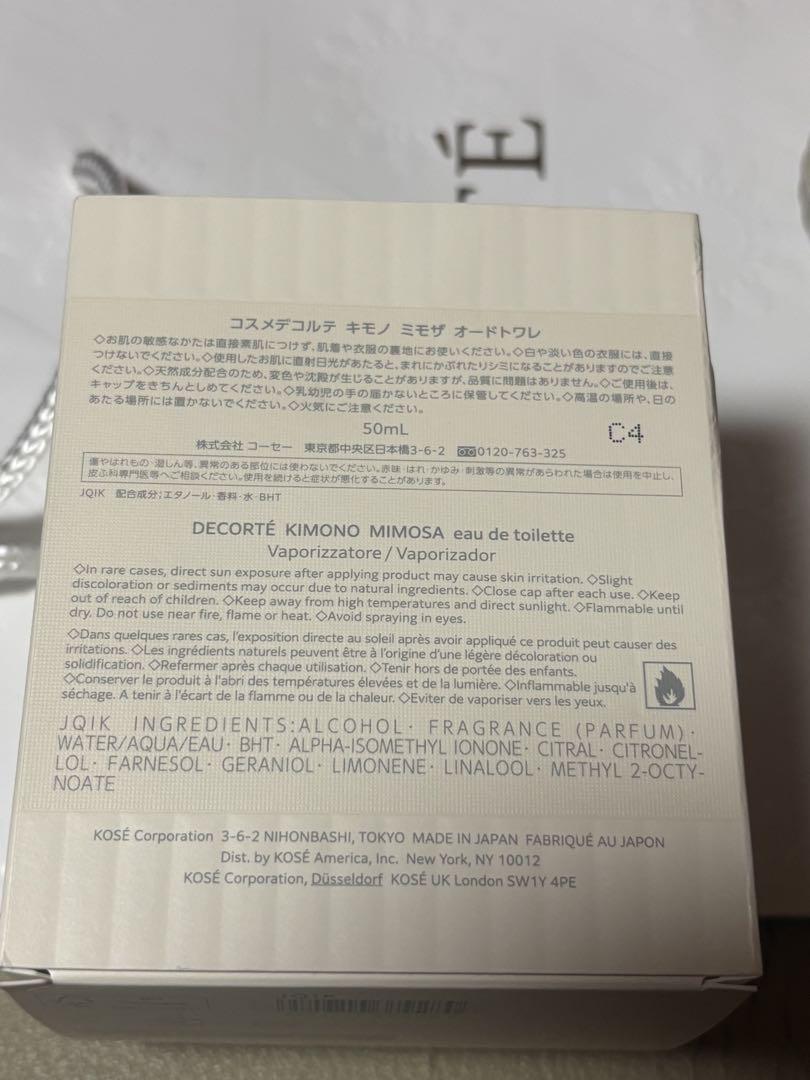 TÉ
コスメデコルテ キモノ ミモザ オードトワレ
◇お肌の敏感なかたは直接素肌につけず、肌着や衣服の裏地にお使いください。◇白や淡い色の衣服には、直接
つけないでください。◇使用したお肌に直射日光があたると、まれにかぶれたりシミになることがありますのでご注意
ください。◇天然成分配合のため、変色や沈殿が生じることがありますが、品質に問題はありません。◇ご使用後は、
キャップをきちんとしめてください。◇乳幼児の手の届かないところに保管してください。◇高温の場所や、日の
あたる場所には置かないでください。◇火気にご注意ください。
50mL
C4
株式会社 コーセー 東京都中央区日本橋3-6-2 0120-763-325
傷やはれもの・湿しん等、異常のある部位には使わないでください。赤味・はれ・かゆみ・刺激等の異常があらわれた場合は使用を中止し、
皮ふ科専門医等へご相談ください。使用を続けると症状が悪化することがあります。
JQIK 配合成分;エタノール・香料・水・BHT
DECORTÉ KIMONO MIMOSA eau de toilette
Vaporizzatore / Vaporizador
◇In rare cases, direct sun exposure after applying product may cause skin irritation. ◇Slight
discoloration or sediments may occur due to natural ingredients. ◇Close cap after each use. ◇Keep
out of reach of children. ◇Keep away from high temperatures and direct sunlight. ◇Flammable until
dry. Do not use near fire, flame or heat. ◇Avoid spraying in eyes.
◇Dans quelques rares cas, l'exposition directe au soleil après avoir appliqué ce produit peut causer des
irritations. ◇Les ingrédients naturels peuvent être à l'origine d'une légère décoloration ou
solidification. ◇Refermer après chaque utilisation. ◇Tenir hors de portée des enfants.
◇Conserver le produit à l'abri des températures élevées et de la lumière. ◇Inflammable jusqu'à
séchage. A tenir à l'écart de la flamme ou de la chaleur. ◇Eviter de vaporiser vers les yeux.
JQIK INGREDIENTS:ALCOHOL· FRAGRANCE (PARFUM)·
WATER/AQUA/EAU· BHT· ALPHA-ISOMETHYL IONONE· CITRAL· CITRONEL-
LOL· FARNESOL· GERANIOL· LIMONENE· LINALOOL· METHYL 2-OCTY-
NOATE
KOSÉ Corporation 3-6-2 NIHONBASHI, TOKYO MADE IN JAPAN FABRIQUÉ AU JAPON
Dist. by KOSÉ America, Inc. New York, NY 10012
KOSÉ Corporation, Düsseldorf KOSÉ UK London SW1Y 4PE